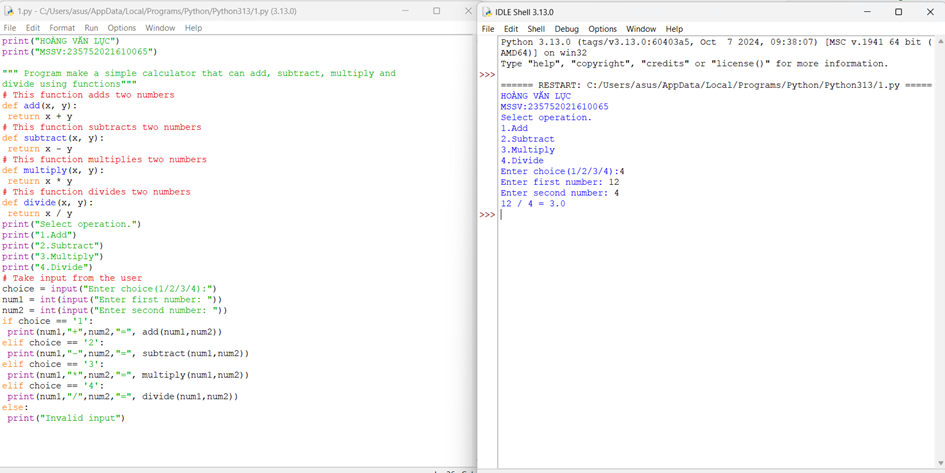 1.py - C:/Users/asus/AppData/Local/Programs/Python/Python313/1.py (3.13.0)
File Edit Format Run Options Window Help
print("HOÀNG VĂN LỰC")
print("MSSV:235752021610065")
""" Program make a simple calculator that can add, subtract, multiply and
divide using functions"""
# This function adds two numbers
def add(x, y):
 return x + y
# This function subtracts two numbers
def subtract(x, y):
 return x - y
# This function multiplies two numbers
def multiply(x, y):
 return x * y
# This function divides two numbers
def divide(x, y):
 return x / y
print("Select operation.")
print("1.Add")
print("2.Subtract")
print("3.Multiply")
print("4.Divide")
# Take input from the user
choice = input("Enter choice(1/2/3/4):")
num1 = int(input("Enter first number: "))
num2 = int(input("Enter second number: "))
if choice == '1':
 print(num1,"+",num2,"=", add(num1,num2))
elif choice == '2':
 print(num1,"-",num2,"=", subtract(num1,num2))
elif choice == '3':
 print(num1,"*",num2,"=", multiply(num1,num2))
elif choice == '4':
 print(num1,"/",num2,"=", divide(num1,num2))
else:
 print("Invalid input")
IDLE Shell 3.13.0
File Edit Shell Debug Options Window Help
Python 3.13.0 (tags/v3.13.0:60403a5, Oct  7 2024, 09:38:07) [MSC v.1941 64 bit (
AMD64)] on win32
Type "help", "copyright", "credits" or "license()" for more information.
>>>
====== RESTART: C:/Users/asus/AppData/Local/Programs/Python/Python313/1.py =====
HOÀNG VĂN LỰC
MSSV:235752021610065
Select operation.
1.Add
2.Subtract
3.Multiply
4.Divide
Enter choice(1/2/3/4):4
Enter first number: 12
Enter second number: 4
12 / 4 = 3.0
>>>